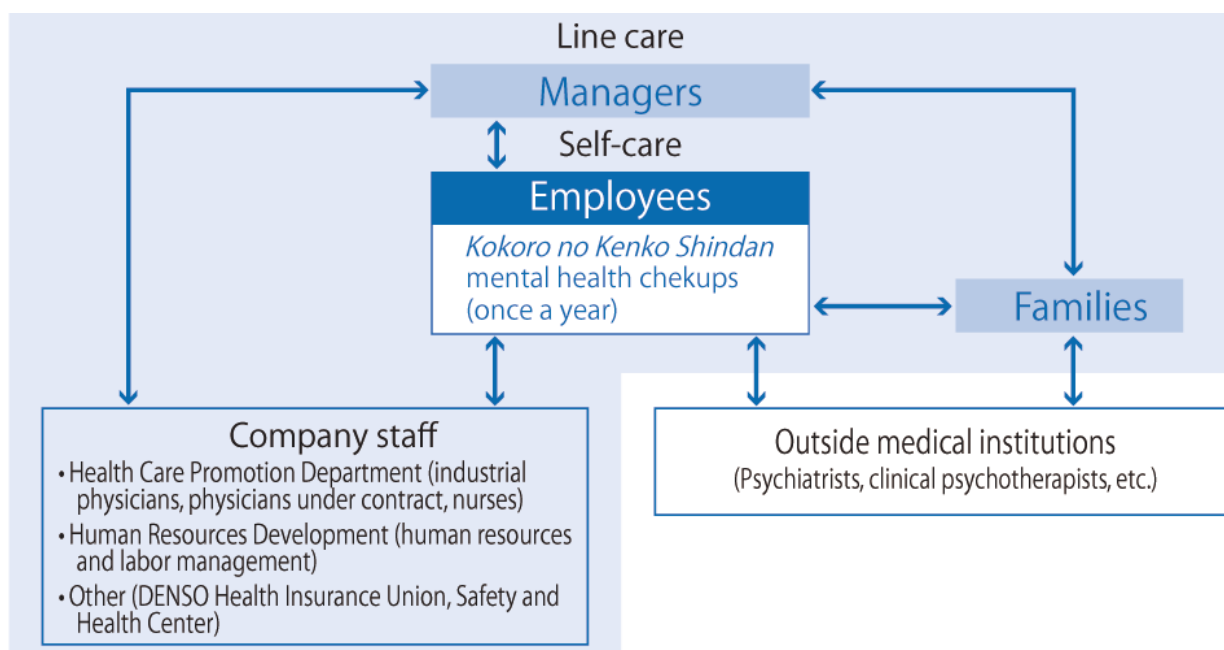 Line care
Managers
Self-care
Employees
Kokoro no Kenko Shindan
mental health chekups
(once a year)
Families
Company staff
• Health Care Promotion Department (industrial
physicians, physicians under contract, nurses)
• Human Resources Development (human resources
and labor management)
• Other (DENSO Health Insurance Union, Safety and
Health Center)
Outside medical institutions
(Psychiatrists, clinical psychotherapists, etc.)